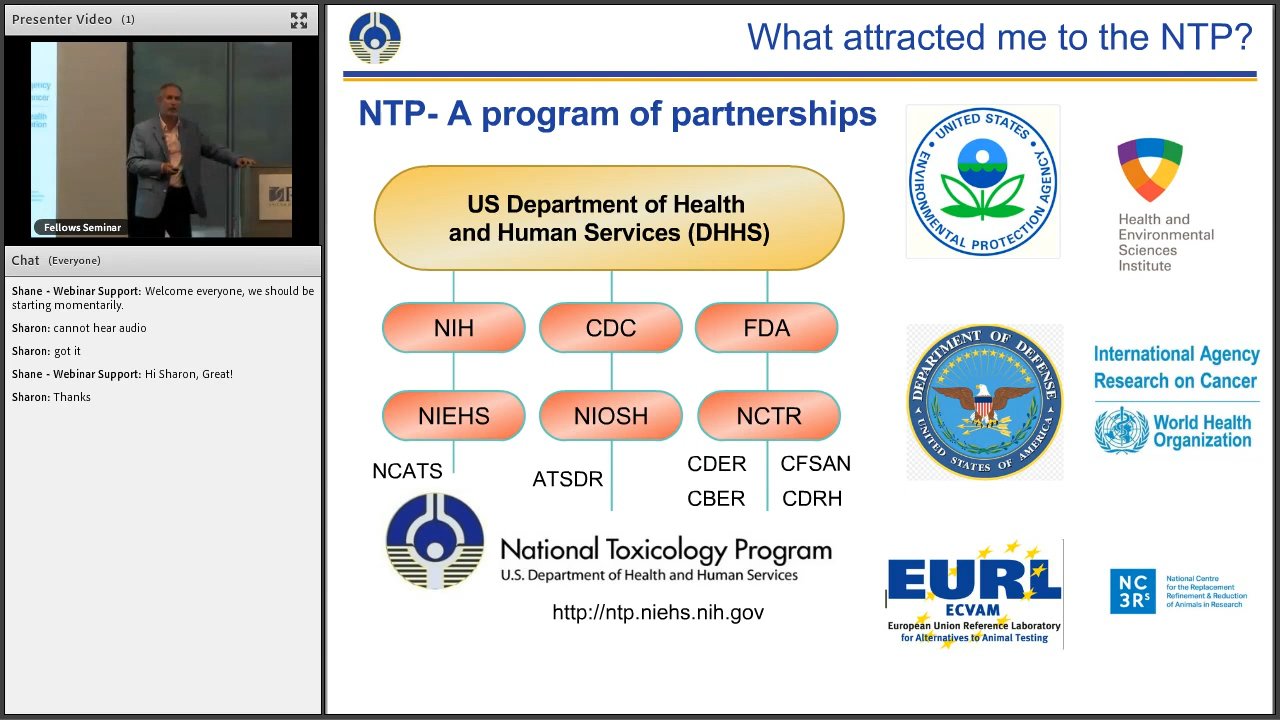 Presenter Video (1)
gency
ancer
ealth
ation
Fellows Seminar
Chat (Everyone)
Shane - Webinar Support: Welcome everyone, we should be
starting momentarily.
Sharon: cannot hear audio
Sharon: got it
Shane - Webinar Support: Hi Sharon, Great!
Sharon: Thanks
What attracted me to the NTP?
NTP- A program of partnerships
US Department of Health
and Human Services (DHHS)
NIH
CDC
FDA
NIEHS
NIOSH
NCTR
NCATS
ATSDR
CDER
CFSAN
CBER
CDRH
National Toxicology Program
U.S. Department of Health and Human Services
http://ntp.niehs.nih.gov
UNITED STATES
ENVIRONMENTAL PROTECTION AGENCY
Health and
Environmental
Sciences
Institute
DEPARTMENT OF DEFENSE
UNITED STATES OF AMERICA
International Agency
Research on Cancer
World Health
Organization
EURL
ECVAM
European Union Reference Laboratory
for Alternatives to Animal Testing
NC
3Rs
National Centre
for the Replacement
Refinement & Reduction
of Animals in Research